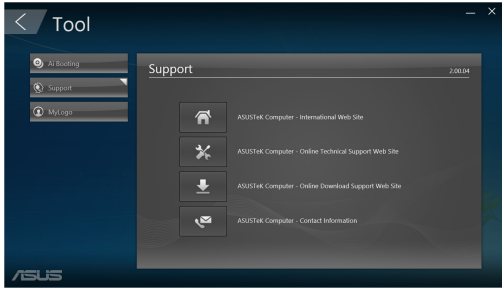 Tool
Ai Booting
Support
MyLogo
Support
2.00.04
ASUSTeK Computer - International Web Site
ASUSTeK Computer - Online Technical Support Web Site
ASUSTeK Computer - Online Download Support Web Site
ASUSTeK Computer - Contact Information
ASUS